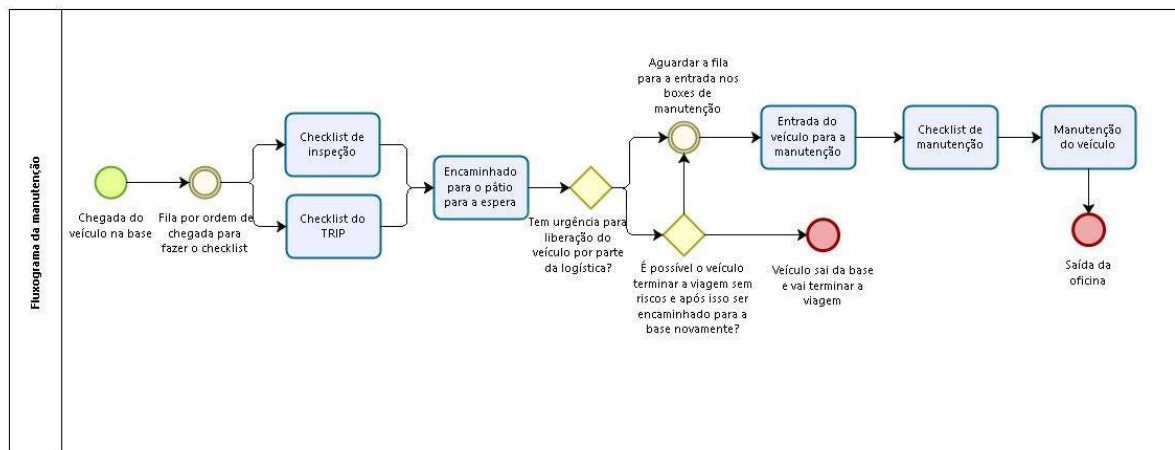 Fluxograma da manutenção
Chegada do
veículo na base
Fila por ordem de
chegada para
fazer o checklist
Checklist de
inspeção
Checklist do
TRIP
Encaminhado
para o pátio
para a espera
Tem urgência para
liberação do
veículo por parte
da logística?
Aguardar a fila
para a entrada nos
boxes de
manutenção
É possível o veículo
terminar a viagem sem
riscos e após isso ser
encaminhado para a
base novamente?
Veículo sai da base
e vai terminar a
viagem
Entrada do
veículo para a
manutenção
Checklist de
manutenção
Manutenção
do veículo
Saída da
oficina